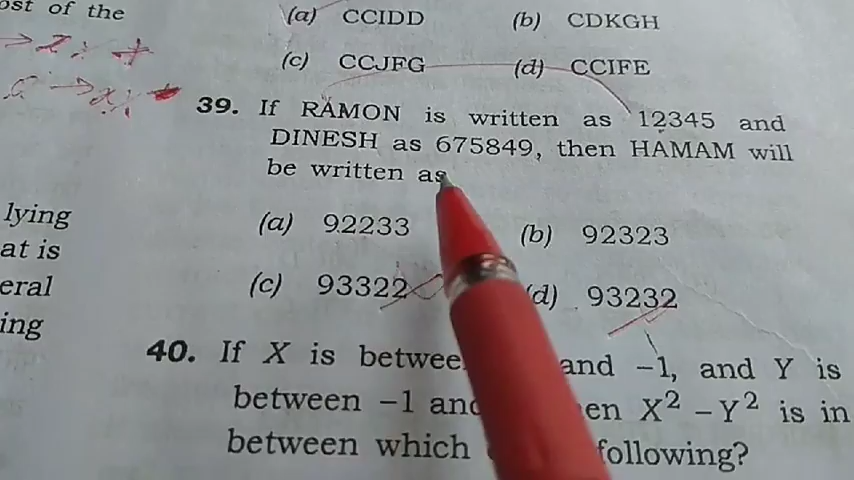 ost of the
(a) CCIDD (b) CDKGH
(c) CCJFG (d) CCIFE
39. If RAMON is written as 12345 and
DINESH as 675849, then HAMAM will
be written as
(a) 92233 (b) 92323
(c) 93322 (d) 93232
lying
at is
eral
ing
40. If X is betwee and −1, and Y is
between −1 and en X² − Y² is in
between which following?